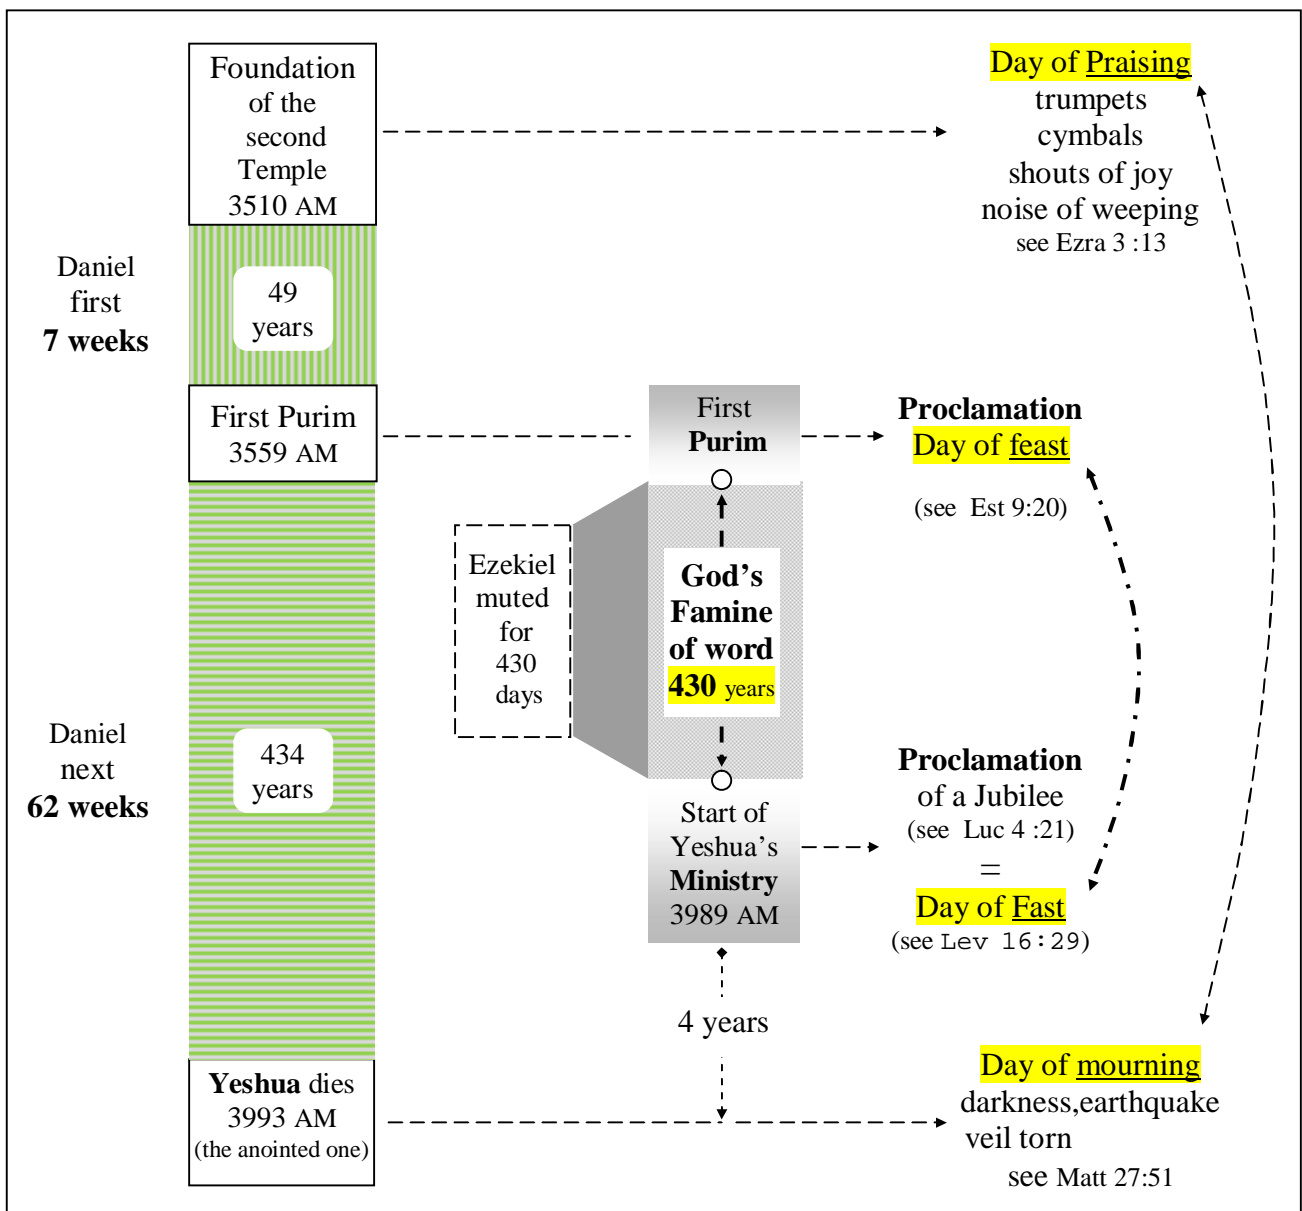 Foundation
of the
second
Temple
3510 AM
Day of Praising
trumpets
cymbals
shouts of joy
noise of weeping
see Ezra 3 :13
Daniel
first
7 weeks
49
years
First Purim
3559 AM
First
Purim
Proclamation
Day of feast
(see Est 9:20)
Ezekiel
muted
for
430
days
God's
Famine
of word
430 years
Daniel
next
62 weeks
434
years
Proclamation
of a Jubilee
(see Luc 4 :21)
=
Day of Fast
(see Lev 16:29)
Start of
Yeshua's
Ministry
3989 AM
4 years
Yeshua dies
3993 AM
(the anointed one)
Day of mourning
darkness,earthquake
veil torn
see Matt 27:51